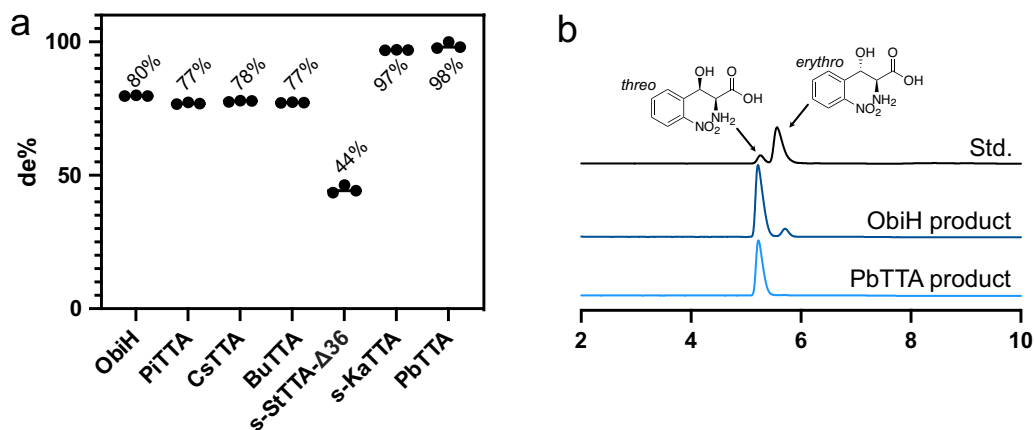 a
de%
100
50
0
80%
77%
78%
77%
44%
97%
98%
ObiH
PiTTA
CsTTA
BuTTA
s-StTTA-Δ36
s-KaTTA
PbTTA
b
threo
OH
O
OH
NH2
NO2
erythro
OH
O
OH
NH2
NO2
Std.
ObiH product
PbTTA product
2
4
6
8
10